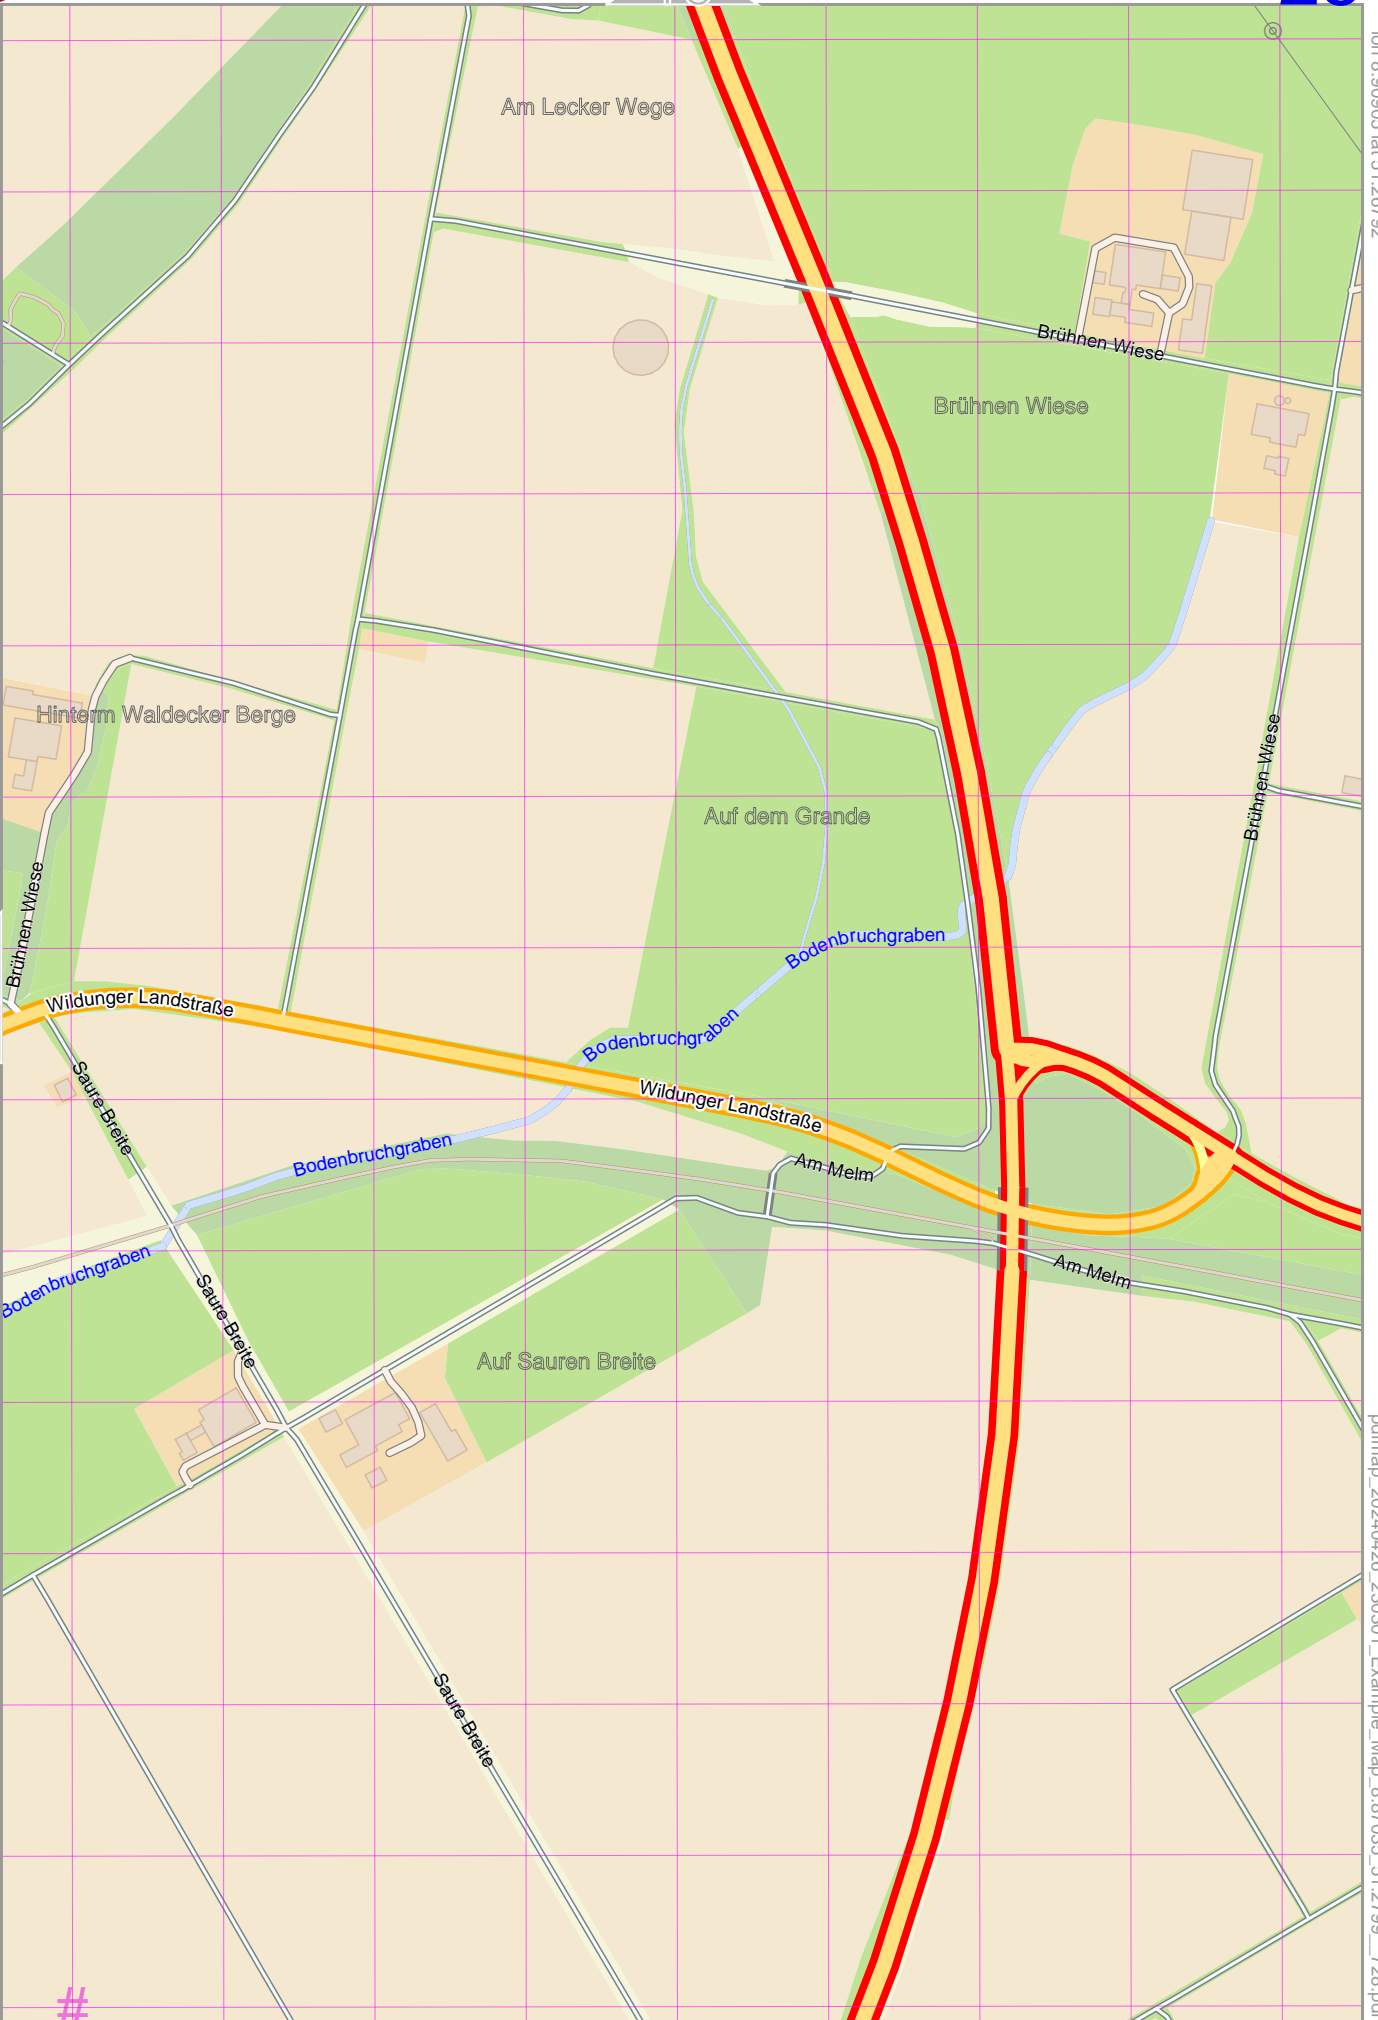 Am Lecker Wege
Brühnen Wiese
Brühnen Wiese
Hinterm Waldecker Berge
Brühnen Wiese
Auf dem Grande
Brühnen Wiese
Bodenbruchgraben
Wildunger Landstraße
Bodenbruchgraben
Wildunger Landstraße
Saure Breite
Bodenbruchgraben
Am Melm
Bodenbruchgraben
Am Melm
Saure Breite
Auf Sauren Breite
Saure Breite
#